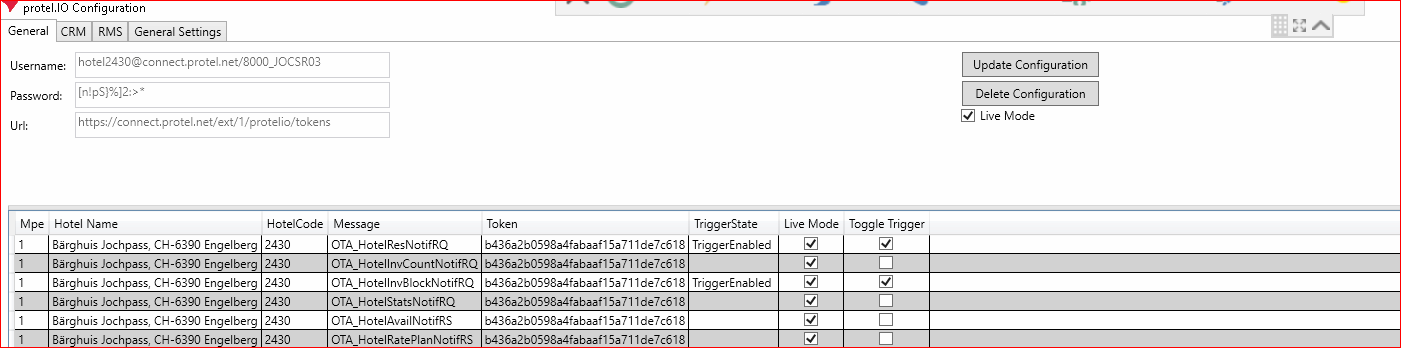 protel.IO Configuration
General CRM RMS General Settings
Username: hotel2430@connect.protel.net/8000_JOCSR03 Update Configuration
Password: [n!pS}%]2:>* Delete Configuration
Live Mode
Url: https://connect.protel.net/ext/1/protelio/tokens
Mpe Hotel Name HotelCode Message Token TriggerState Live Mode Toggle Trigger
1 Bärghuis Jochpass, CH-6390 Engelberg 2430 OTA_HotelResNotifRQ b436a2b0598a4fabaaf15a711de7c618 TriggerEnabled
1 Bärghuis Jochpass, CH-6390 Engelberg 2430 OTA_HotelInvCountNotifRQ b436a2b0598a4fabaaf15a711de7c618
1 Bärghuis Jochpass, CH-6390 Engelberg 2430 OTA_HotelInvBlockNotifRQ b436a2b0598a4fabaaf15a711de7c618 TriggerEnabled
1 Bärghuis Jochpass, CH-6390 Engelberg 2430 OTA_HotelStatsNotifRQ b436a2b0598a4fabaaf15a711de7c618
1 Bärghuis Jochpass, CH-6390 Engelberg 2430 OTA_HotelAvailNotifRS b436a2b0598a4fabaaf15a711de7c618
1 Bärghuis Jochpass, CH-6390 Engelberg 2430 OTA_HotelRatePlanNotifRS b436a2b0598a4fabaaf15a711de7c618